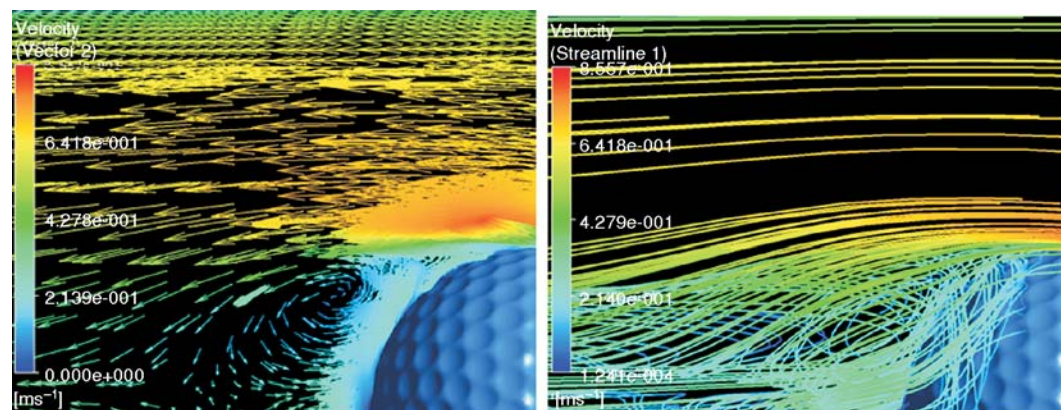 Velocity
(Vector 2)
6.418e-001
4.278e-001
2.139e-001
0.000e+000
[ms⁻¹]
Velocity
(Streamline 1)
8.557e-001
6.418e-001
4.279e-001
2.140e-001
1.241e-004
[ms⁻¹]